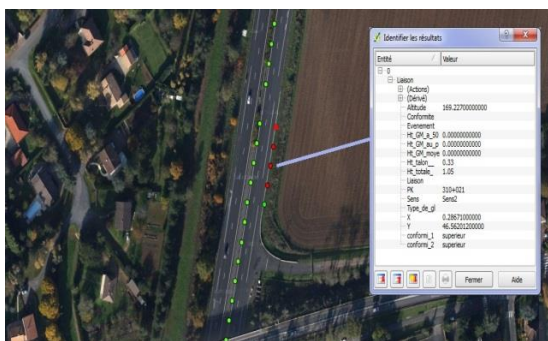 Identifier les résultats
Entité Valeur
0
Liaison
(Actions)
(Dérivé)
Altitude 169.22700000000
Conformite
Evenement
Ht_GM_a_50 0.00000000000
Ht_GM_au_p 0.00000000000
Ht_GM_moye 0.00000000000
Ht_talon__ 0.33
Ht_totale_ 1.05
Liaison
PK 310+021
Sens Sens2
Type_de_gl
X 0.28671000000
Y 46.56201200000
conformi_1 superieur
conformi_2 superieur
Fermer Aide